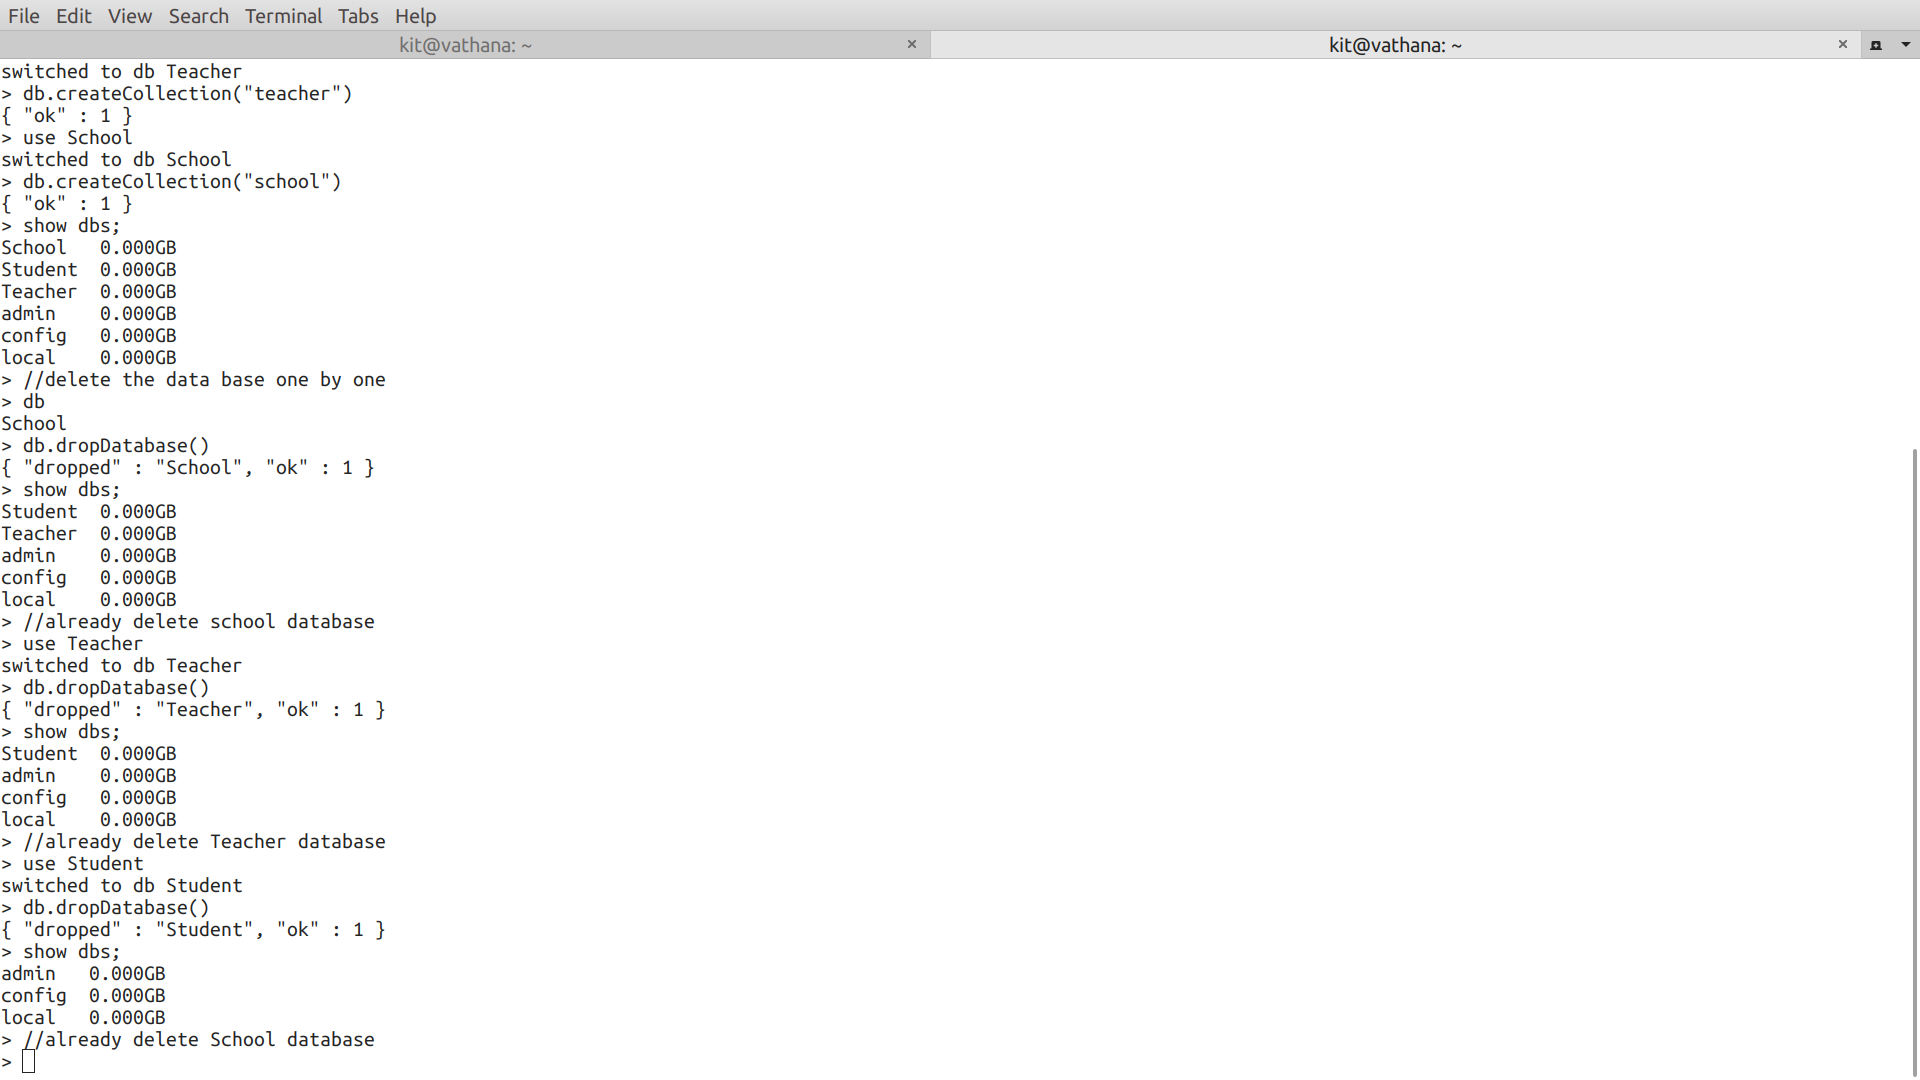 File Edit View Search Terminal Tabs Help
kit@vathana: ~ × kit@vathana: ~ ×
switched to db Teacher
> db.createCollection("teacher")
{ "ok" : 1 }
> use School
switched to db School
> db.createCollection("school")
{ "ok" : 1 }
> show dbs;
School   0.000GB
Student  0.000GB
Teacher  0.000GB
admin    0.000GB
config   0.000GB
local    0.000GB
> //delete the data base one by one
> db
School
> db.dropDatabase()
{ "dropped" : "School", "ok" : 1 }
> show dbs;
Student  0.000GB
Teacher  0.000GB
admin    0.000GB
config   0.000GB
local    0.000GB
> //already delete school database
> use Teacher
switched to db Teacher
> db.dropDatabase()
{ "dropped" : "Teacher", "ok" : 1 }
> show dbs;
Student  0.000GB
admin    0.000GB
config   0.000GB
local    0.000GB
> //already delete Teacher database
> use Student
switched to db Student
> db.dropDatabase()
{ "dropped" : "Student", "ok" : 1 }
> show dbs;
admin   0.000GB
config  0.000GB
local   0.000GB
> //already delete School database
>